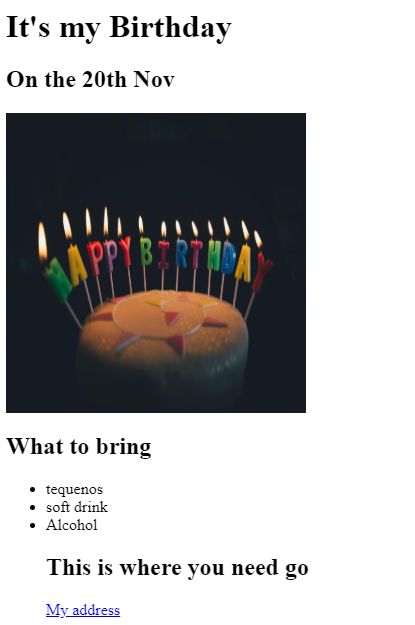 It's my Birthday
On the 20th Nov
HAPPY BIRTHDAY
What to bring
tequenos
soft drink
Alcohol
This is where you need go
My address